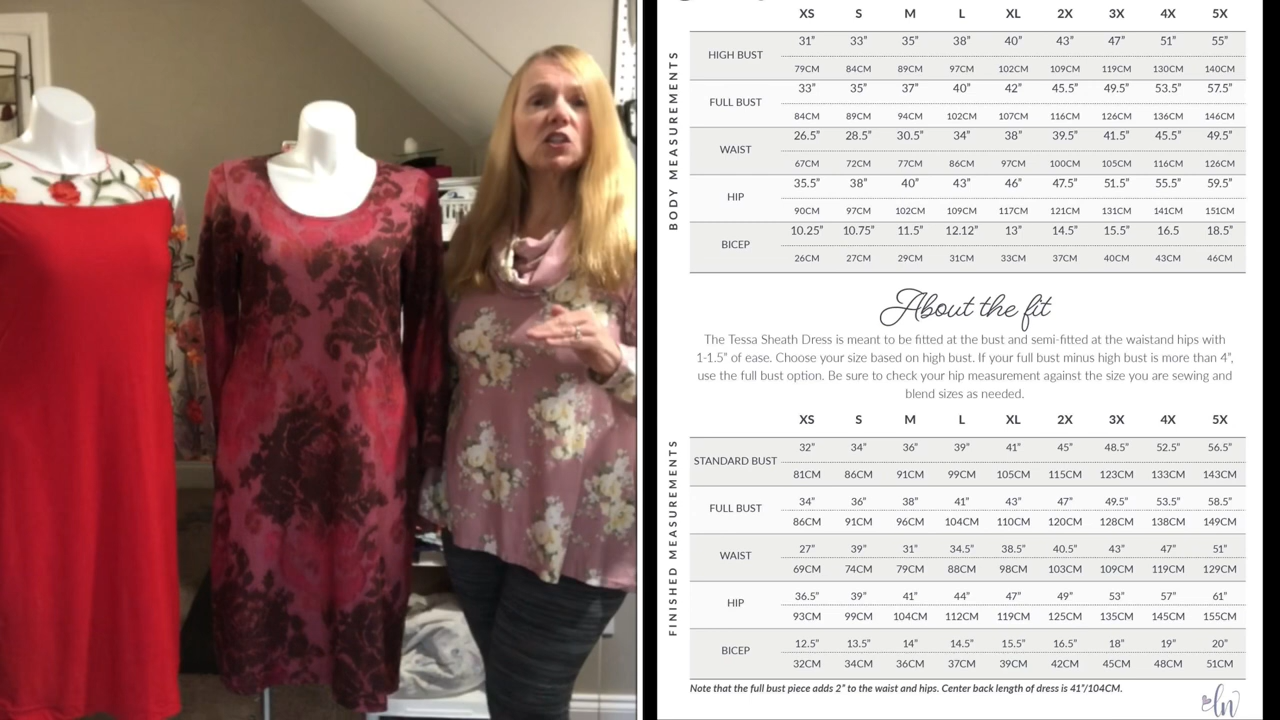 XS S M L XL 2X 3X 4X 5X
BODY MEASUREMENTS
31” 33” 35” 38” 40” 43” 47” 51” 55”
HIGH BUST
79CM 84CM 89CM 97CM 102CM 109CM 119CM 130CM 140CM
33” 35” 37” 40” 42” 45.5” 49.5” 53.5” 57.5”
FULL BUST
84CM 89CM 94CM 102CM 107CM 116CM 126CM 136CM 146CM
26.5” 28.5” 30.5” 34” 38” 39.5” 41.5” 45.5” 49.5”
WAIST
67CM 72CM 77CM 86CM 97CM 100CM 105CM 116CM 126CM
35.5” 38” 40” 43” 46” 47.5” 51.5” 55.5” 59.5”
HIP
90CM 97CM 102CM 109CM 117CM 121CM 131CM 141CM 151CM
10.25” 10.75” 11.5” 12.12” 13” 14.5” 15.5” 16.5 18.5”
BICEP
26CM 27CM 29CM 31CM 33CM 37CM 40CM 43CM 46CM
About the fit
The Tessa Sheath Dress is meant to be fitted at the bust and semi fitted at the waistand hips with
1-1.5” of ease. Choose your size based on high bust. If your full bust minus high bust is more than 4”,
use the full bust option. Be sure to check your hip measurement against the size you are sewing and
blend sizes as needed.
XS S M L XL 2X 3X 4X 5X
FINISHED MEASUREMENTS
32” 34” 36” 39” 41” 45” 48.5” 52.5” 56.5”
STANDARD BUST
81CM 86CM 91CM 99CM 105CM 115CM 123CM 133CM 143CM
34” 36” 38” 41” 43” 47” 50.5” 53.5” 58.5”
FULL BUST
86CM 91CM 96CM 104CM 110CM 120CM 128CM 138CM 149CM
27” 39” 31” 34.5” 38.5” 40.5” 43” 47” 51”
WAIST
69CM 74CM 79CM 88CM 98CM 103CM 109CM 119CM 129CM
36.5” 39” 41” 44” 47” 49” 53” 57” 61”
HIP
93CM 99CM 104CM 112CM 119CM 125CM 135CM 145CM 155CM
12.5” 13.5” 14” 14.5” 15.5” 16.5” 18” 19” 20”
BICEP
32CM 34CM 36CM 37CM 39CM 42CM 45CM 48CM 51CM
Note that the full bust piece adds 2” to the waist and hips. Center back length of dress is 41”/104CM.
ln